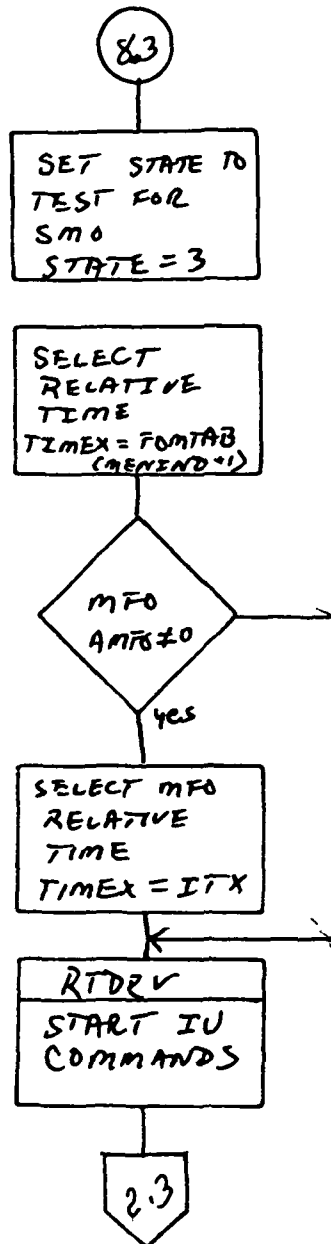 8.3
SET STATE TO
TEST FOR
SMO
STATE = 3
SELECT
RELATIVE
TIME
TIMEX = FOMTAB
(MENIND+1)
MFO
AMFO≠0
yes
SELECT MFO
RELATIVE
TIME
TIMEX = ITX
RTDRV
START IU
COMMANDS
2.3